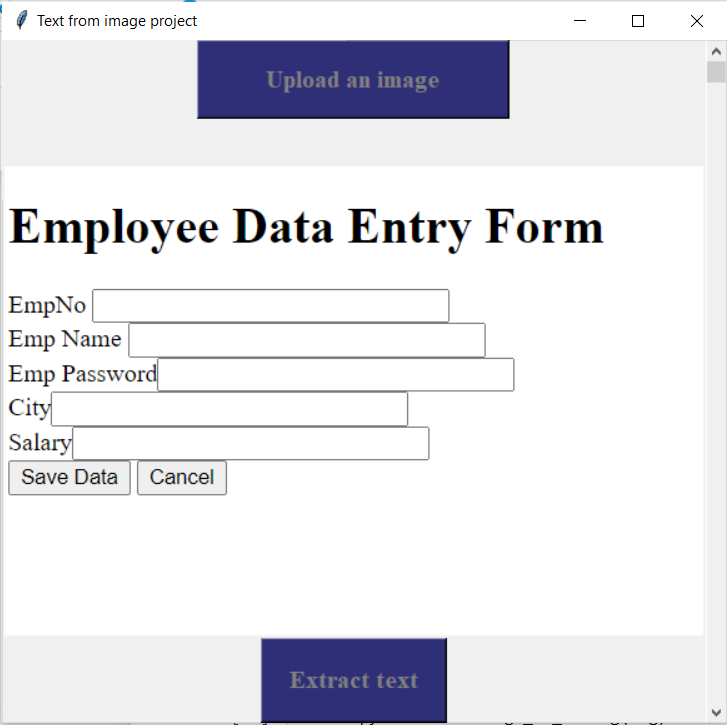 Text from image project
Upload an image
Employee Data Entry Form
EmpNo
Emp Name
Emp Password
City
Salary
Save Data Cancel
Extract text